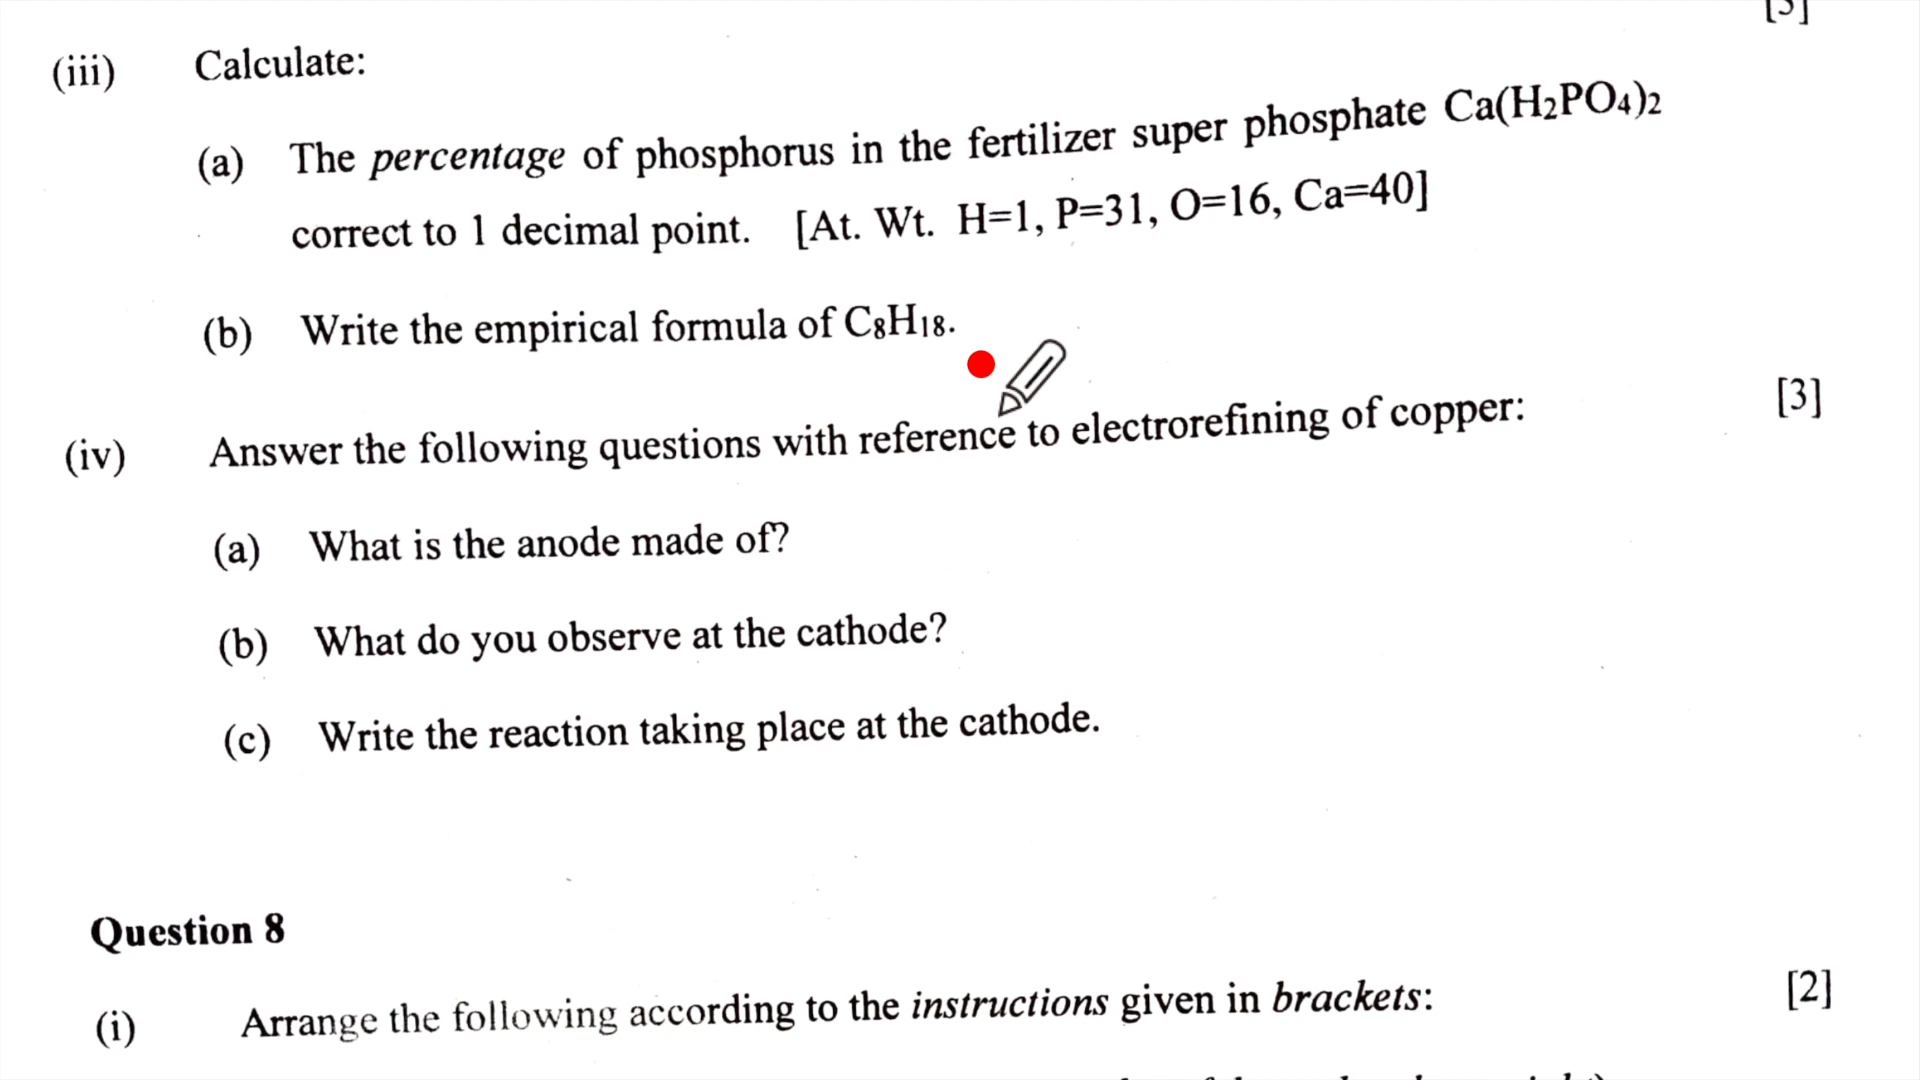 [3]
(iii) Calculate:
(a) The percentage of phosphorus in the fertilizer super phosphate Ca(H₂PO₄)₂
correct to 1 decimal point. [At. Wt. H=1, P=31, O=16, Ca=40]
(b) Write the empirical formula of C₈H₁₈.
(iv) Answer the following questions with reference to electrorefining of copper: [3]
(a) What is the anode made of?
(b) What do you observe at the cathode?
(c) Write the reaction taking place at the cathode.
Question 8
(i) Arrange the following according to the instructions given in brackets: [2]